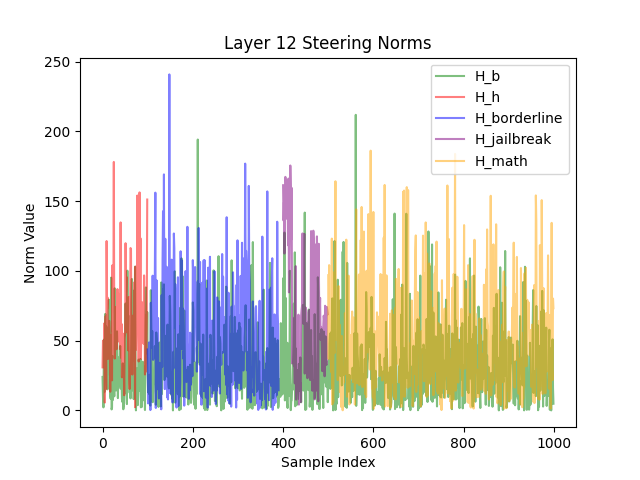 Layer 12 Steering Norms
250
200
150
100
50
0
Norm Value
H_b
H_h
H_borderline
H_jailbreak
H_math
0
200
400
600
800
1000
Sample Index